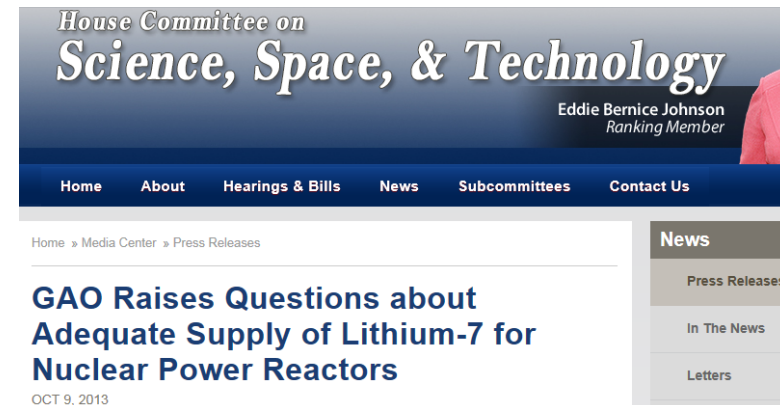 House Committee on
Science, Space, & Technology
Eddie Bernice Johnson
Ranking Member
Home About Hearings & Bills News Subcommittees Contact Us
Home » Media Center » Press Releases
GAO Raises Questions about
Adequate Supply of Lithium-7 for
Nuclear Power Reactors
OCT 9, 2013
News
Press Releases
In The News
Letters